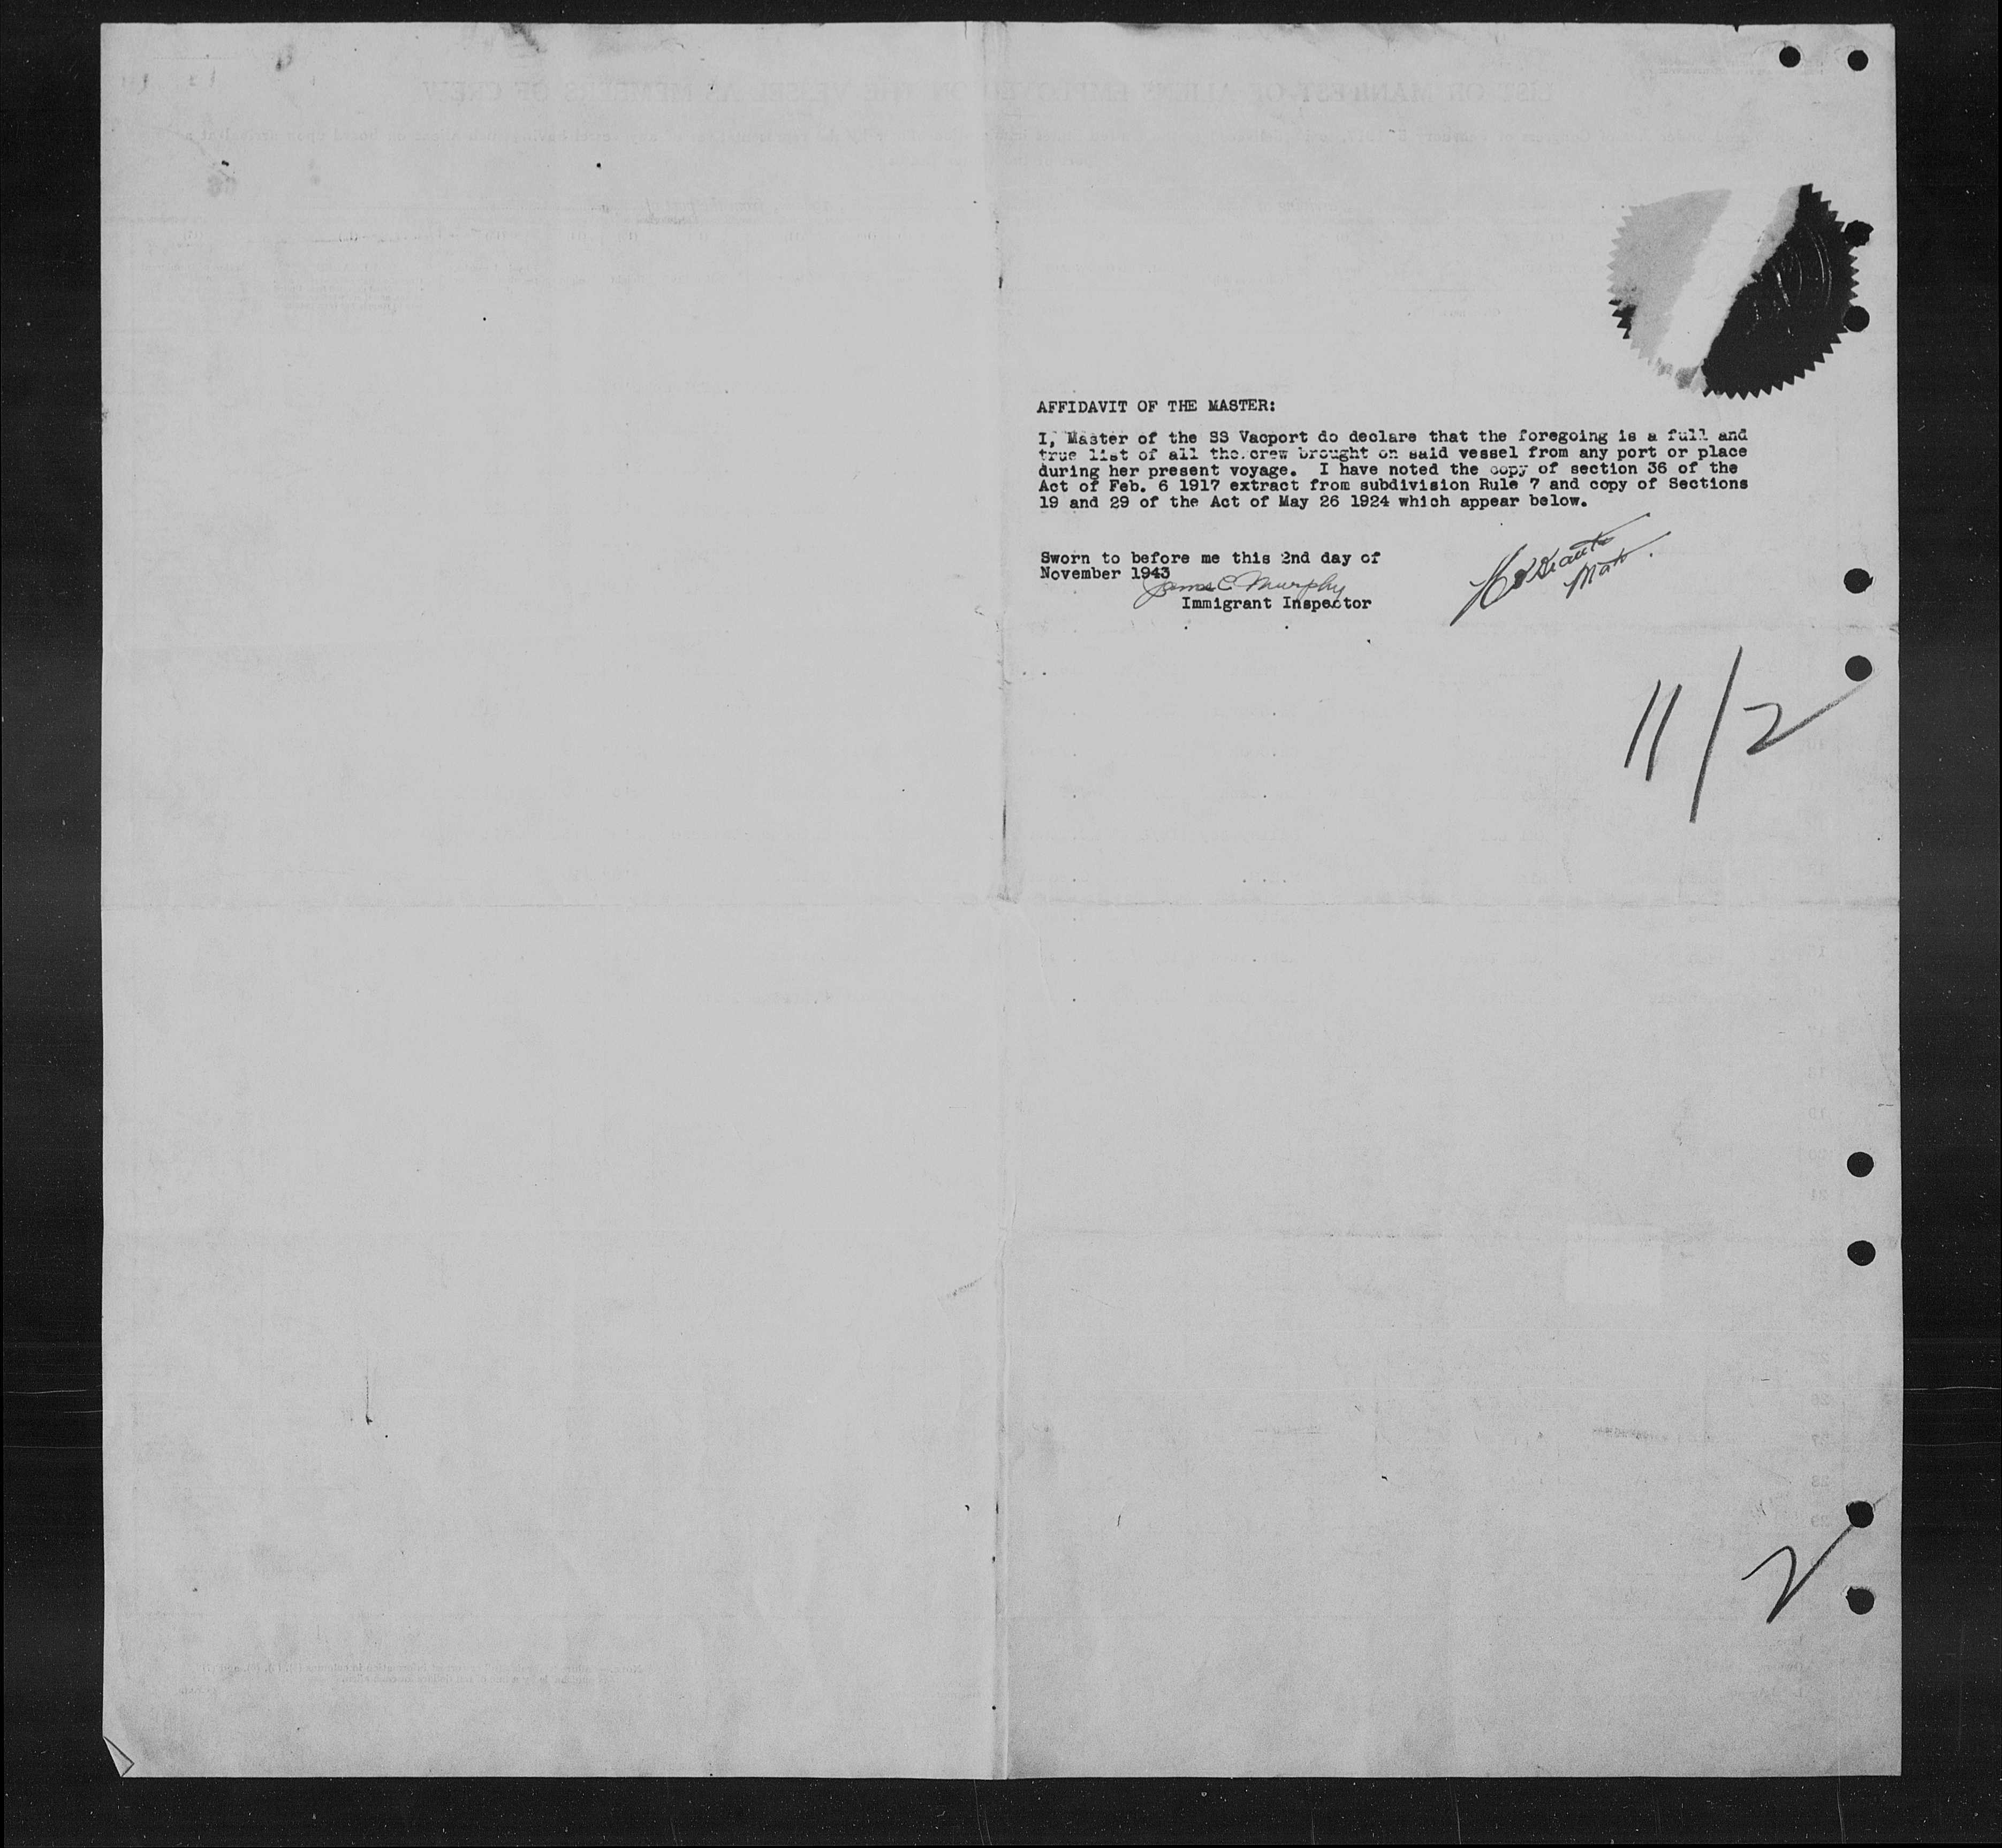 AFFIDAVIT OF THE MASTER:
I, Master of the SS Vacport do declare that the foregoing is a full and
true list of all the crew brought on said vessel from any port or place
during her present voyage. I have noted the copy of section 36 of the
Act of Feb. 6 1917 extract from subdivision Rule 7 and copy of Sections
19 and 29 of the Act of May 26 1924 which appear below.
Sworn to before me this 2nd day of
November 1943
James C Murphy
Immigrant Inspector
11/2
2